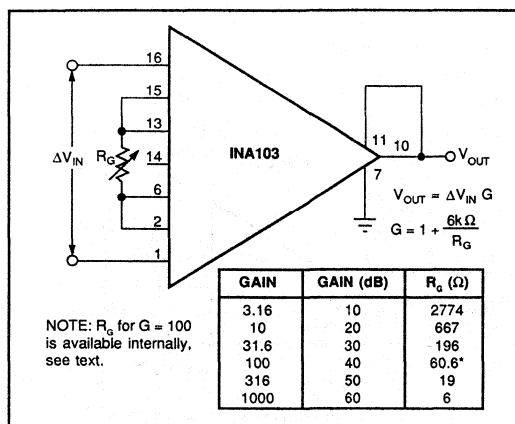 16
15
13
R_G
14
6
2
1
ΔV_IN
INA103
11
10
7
V_OUT
V_OUT = ΔV_IN G
G = 1 + 6kΩ / R_G
NOTE: R_G for G = 100
is available internally,
see text.
GAIN GAIN (dB) R_G (Ω)
3.16 10 2774
10 20 667
31.6 30 196
100 40 60.6*
316 50 19
1000 60 6